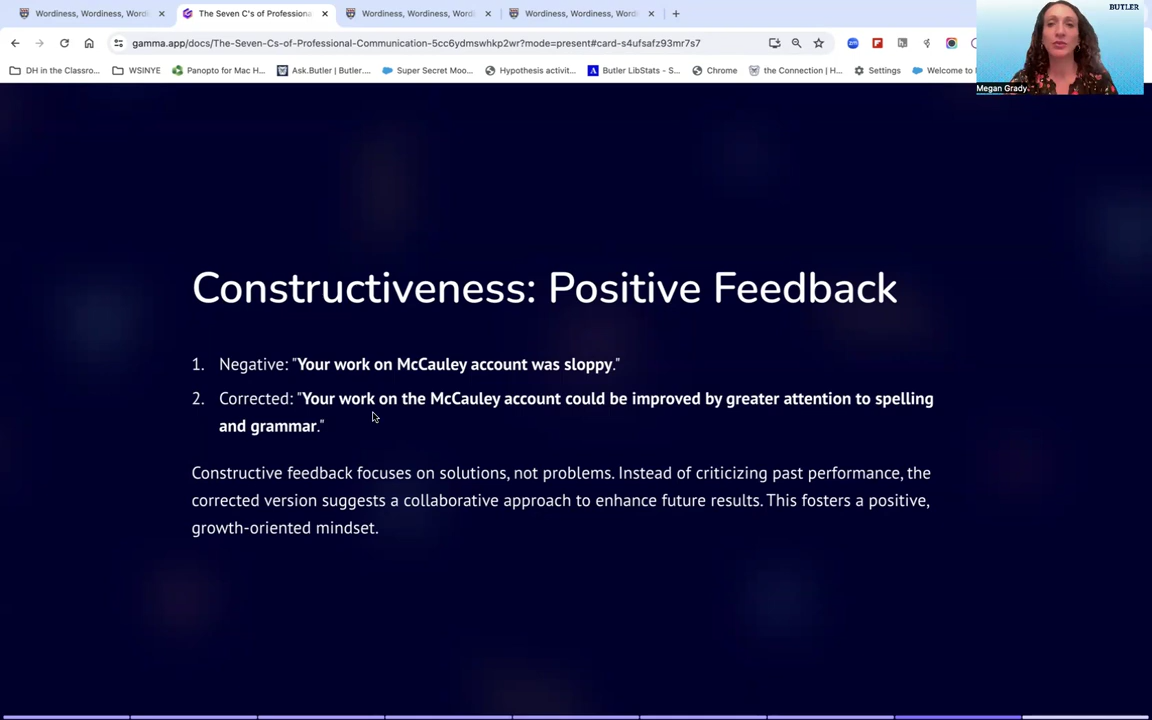 Wordiness, Wordiness, Wordi
The Seven C's of Professiona
Wordiness, Wordiness, Wordi
Wordiness, Wordiness, Wordi
BUTLER
gamma.app/docs/The-Seven-Cs-of-Professional-Communication-5cc6ydmswhkp2wr?mode=present#card-s4ufsafz93mr7s7
DH in the Classro...
WSINYE
Panopto for Mac H...
Ask.Butler | Butler....
Super Secret Moo...
Hypothesis activit...
Butler LibStats – S...
Chrome
the Connection | H...
Settings
Welcome to
Megan Grady
Constructiveness: Positive Feedback
1. Negative: "Your work on McCauley account was sloppy."
2. Corrected: "Your work on the McCauley account could be improved by greater attention to spelling
and grammar."
Constructive feedback focuses on solutions, not problems. Instead of criticizing past performance, the
corrected version suggests a collaborative approach to enhance future results. This fosters a positive,
growth-oriented mindset.